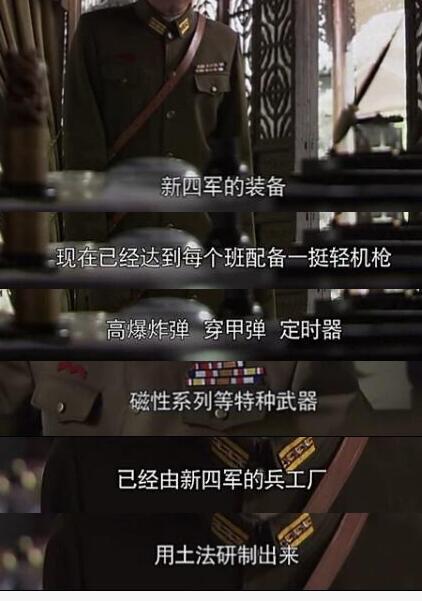 新四军的装备
现在已经达到每个班配备一挺轻机枪
高爆炸弹 穿甲弹 定时器
磁性系列等特种武器
已经由新四军的兵工厂
用土法研制出来